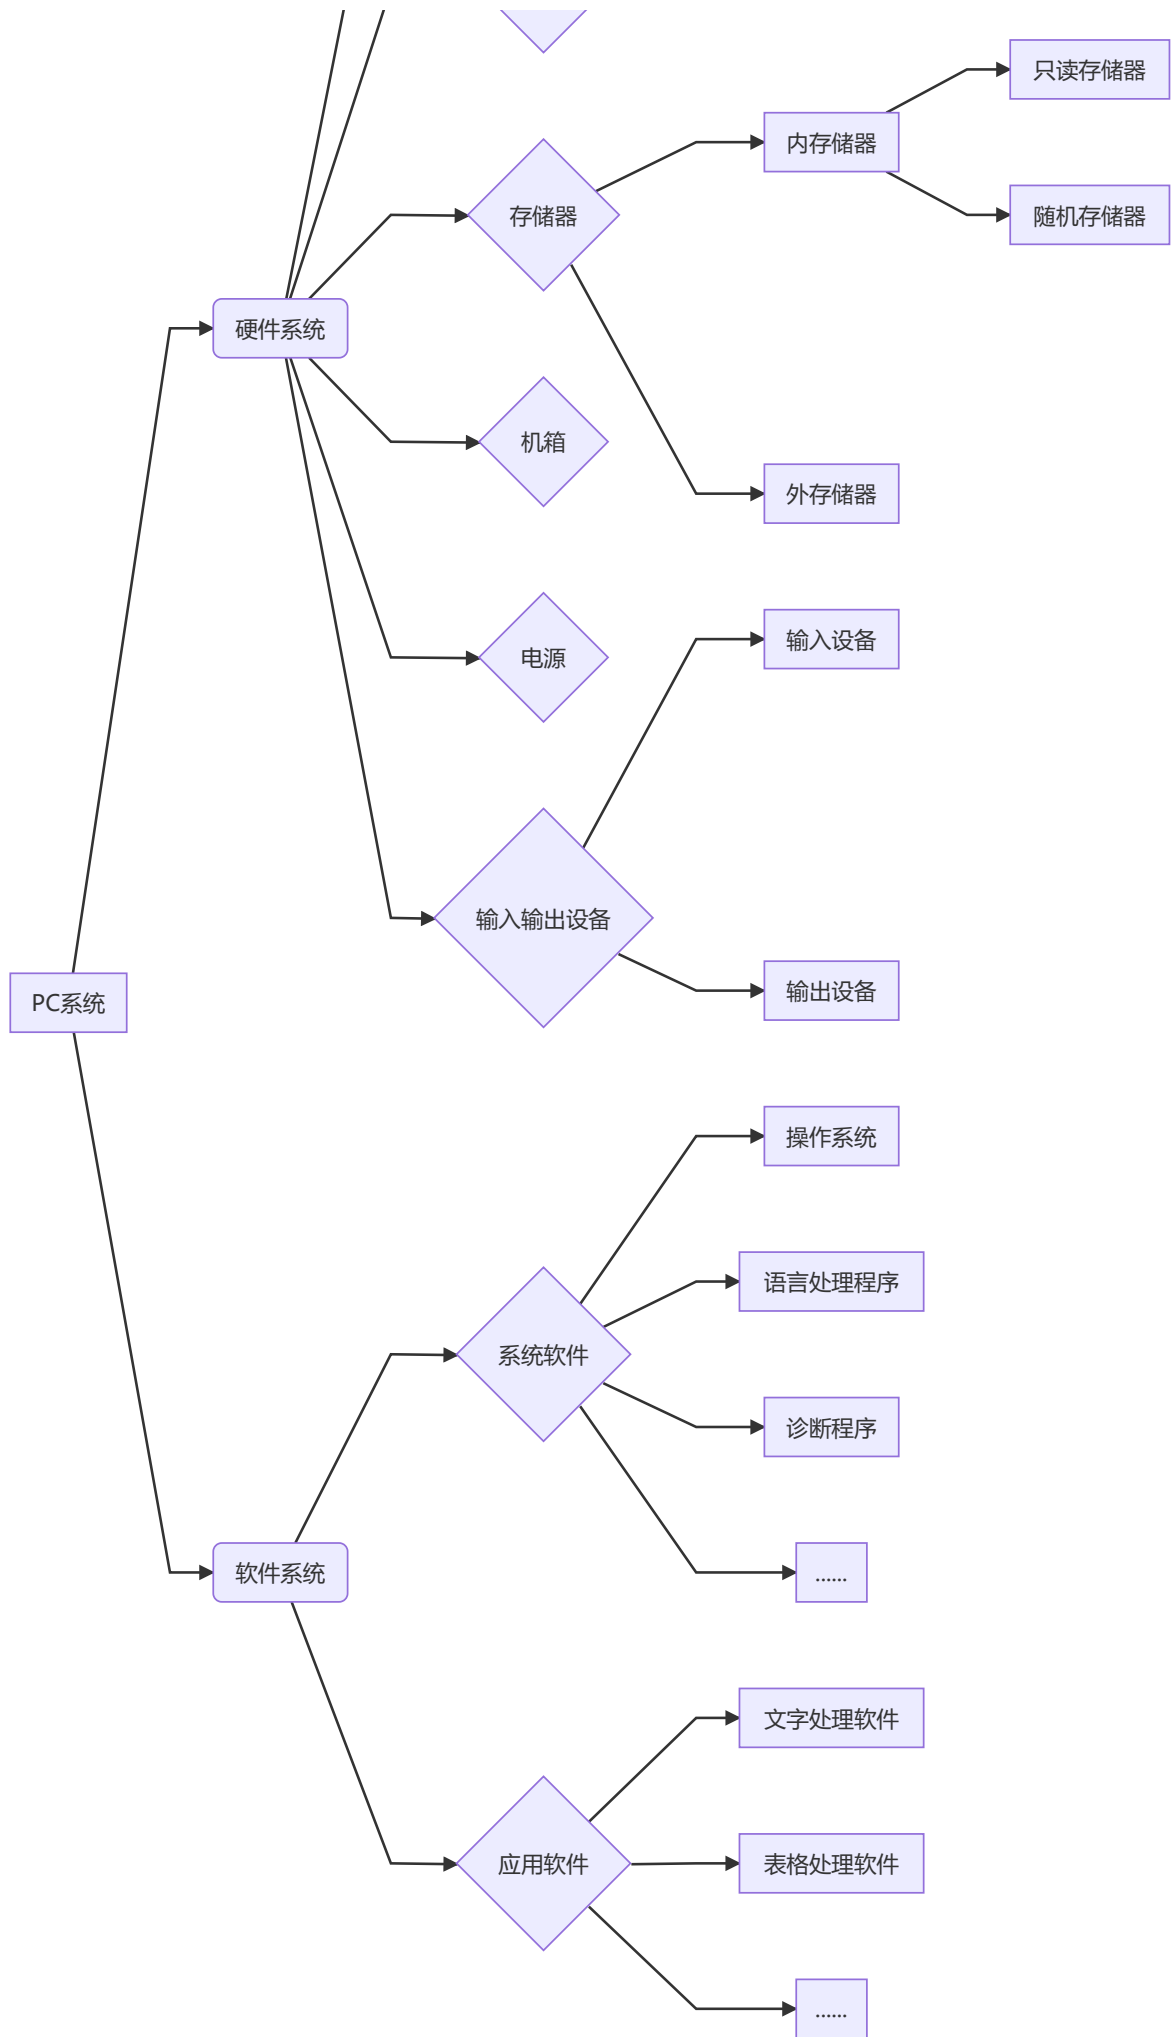 只读存储器
内存储器
随机存储器
存储器
硬件系统
机箱
外存储器
电源
输入设备
输入输出设备
输出设备
PC系统
操作系统
语言处理程序
系统软件
诊断程序
软件系统
......
文字处理软件
应用软件
表格处理软件
......